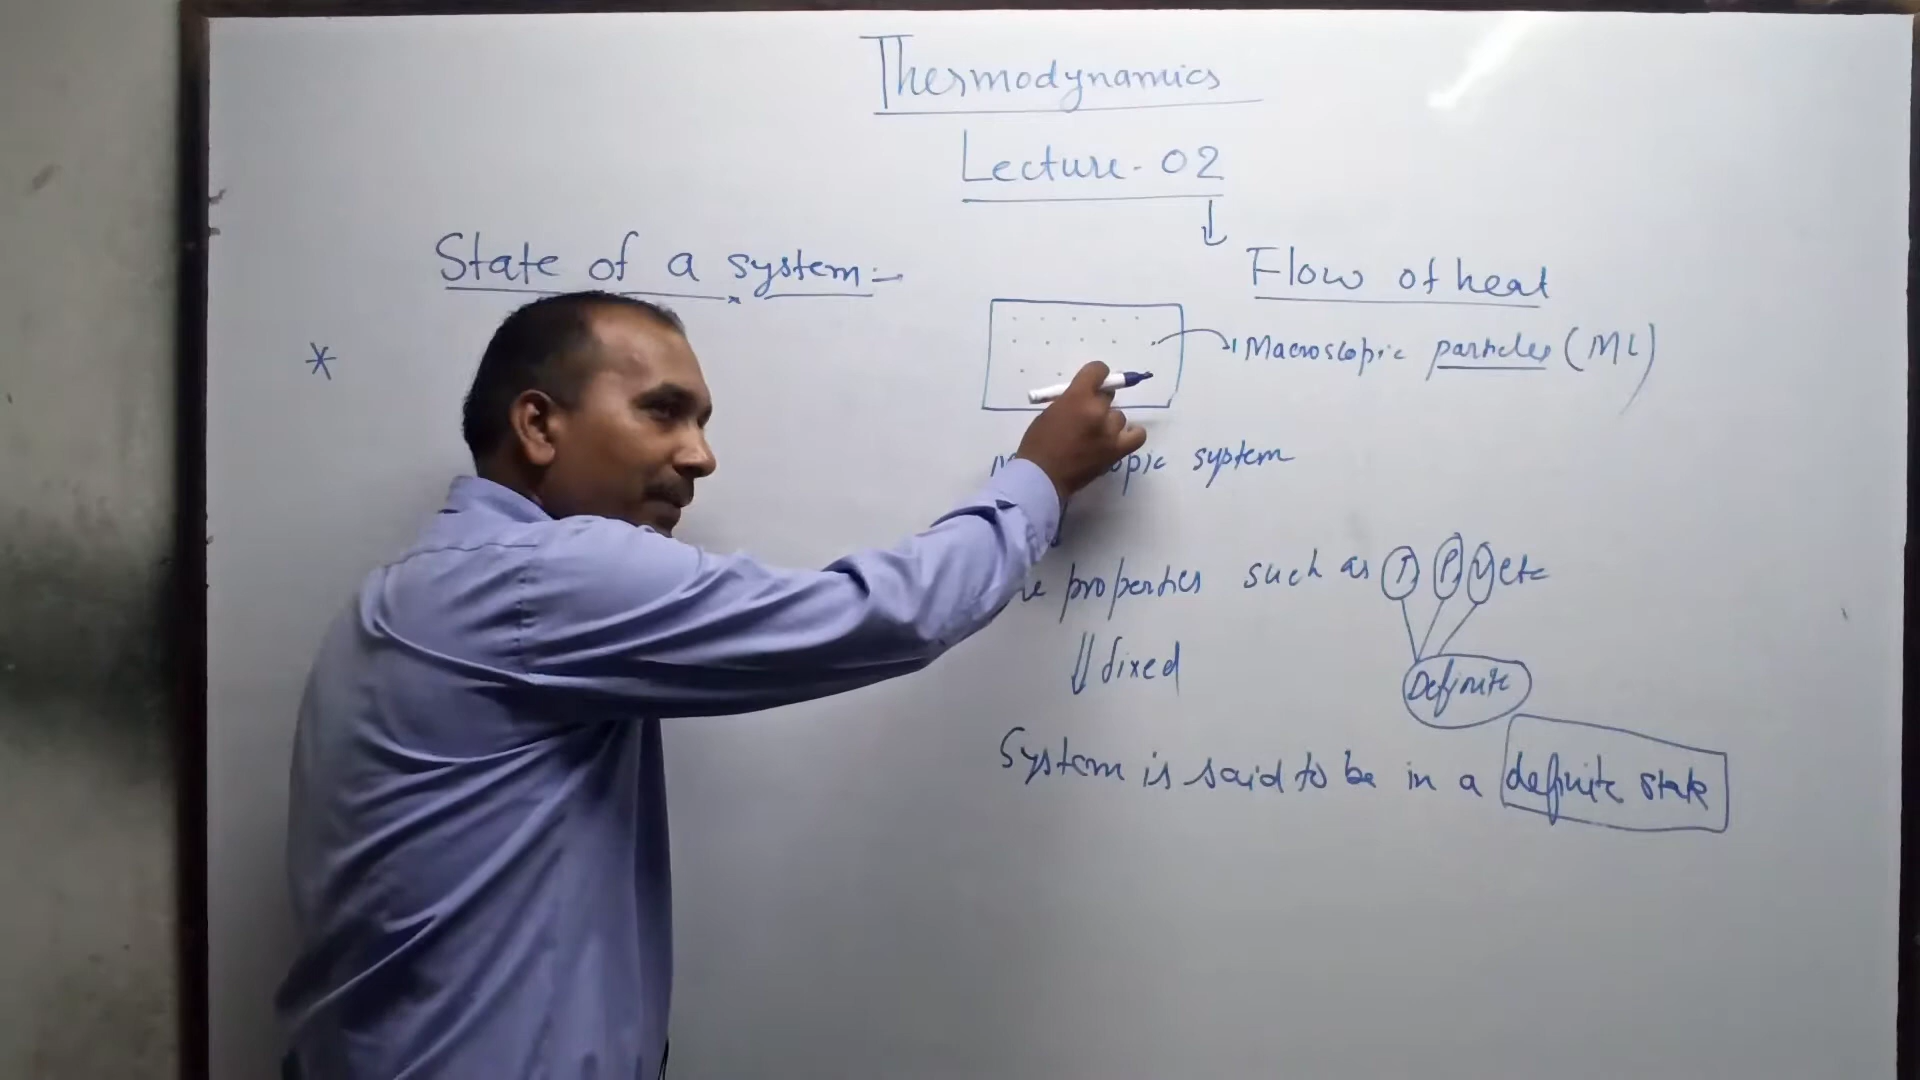 Thermodynamics
Lecture-02
State of a system:-
Flow of heat
* 
Macroscopic particles (ML)
opic system
properties such as T, P, V etc
fixed
Definite
System is said to be in a definite state